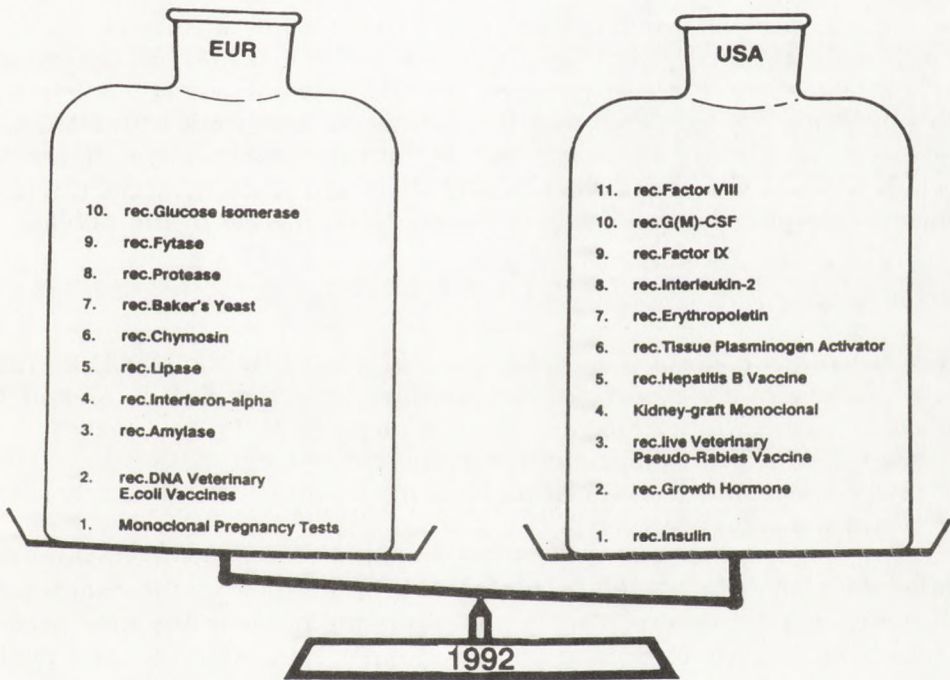 EUR
10. rec.Glucose isomerase
9. rec.Fytase
8. rec.Protease
7. rec.Baker's Yeast
6. rec.Chymosin
5. rec.Lipase
4. rec.Interferon-alpha
3. rec.Amylase
2. rec.DNA Veterinary
E.coli Vaccines
1. Monoclonal Pregnancy Tests
USA
11. rec.Factor VIII
10. rec.G(M)-CSF
9. rec.Factor IX
8. rec.Interleukin-2
7. rec.Erythropoletin
6. rec.Tissue Plasminogen Activator
5. rec.Hepatitis B Vaccine
4. Kidney-graft Monoclonal
3. rec.live Veterinary
Pseudo-Rabies Vaccine
2. rec.Growth Hormone
1. rec.Insulin
1992